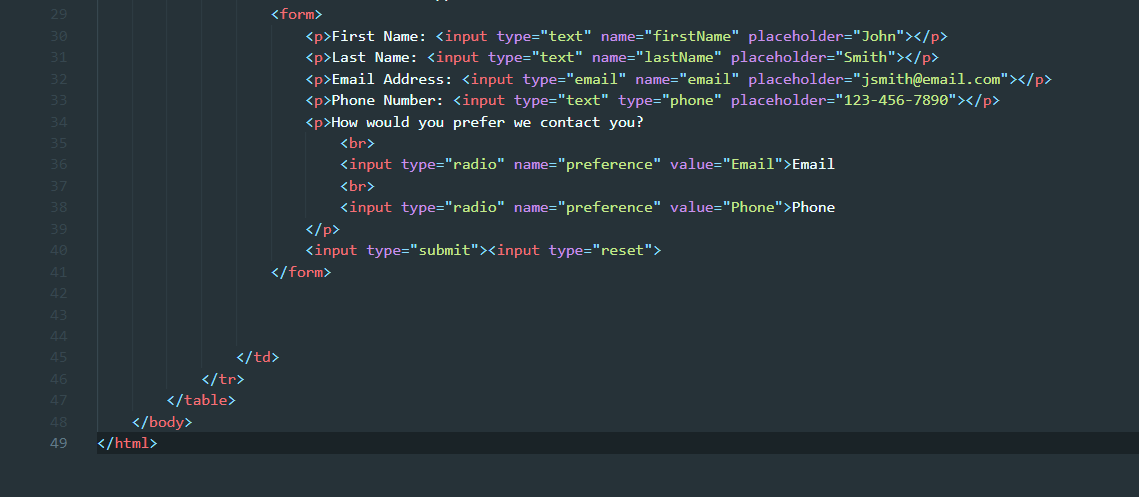 29 <form>
30 <p>First Name: <input type="text" name="firstName" placeholder="John"></p>
31 <p>Last Name: <input type="text" name="lastName" placeholder="Smith"></p>
32 <p>Email Address: <input type="email" name="email" placeholder="jsmith@email.com"></p>
33 <p>Phone Number: <input type="text" type="phone" placeholder="123-456-7890"></p>
34 <p>How would you prefer we contact you?
35 <br>
36 <input type="radio" name="preference" value="Email">Email
37 <br>
38 <input type="radio" name="preference" value="Phone">Phone
39 </p>
40 <input type="submit"><input type="reset">
41 </form>
42
43
44
45 </td>
46 </tr>
47 </table>
48 </body>
49 </html>